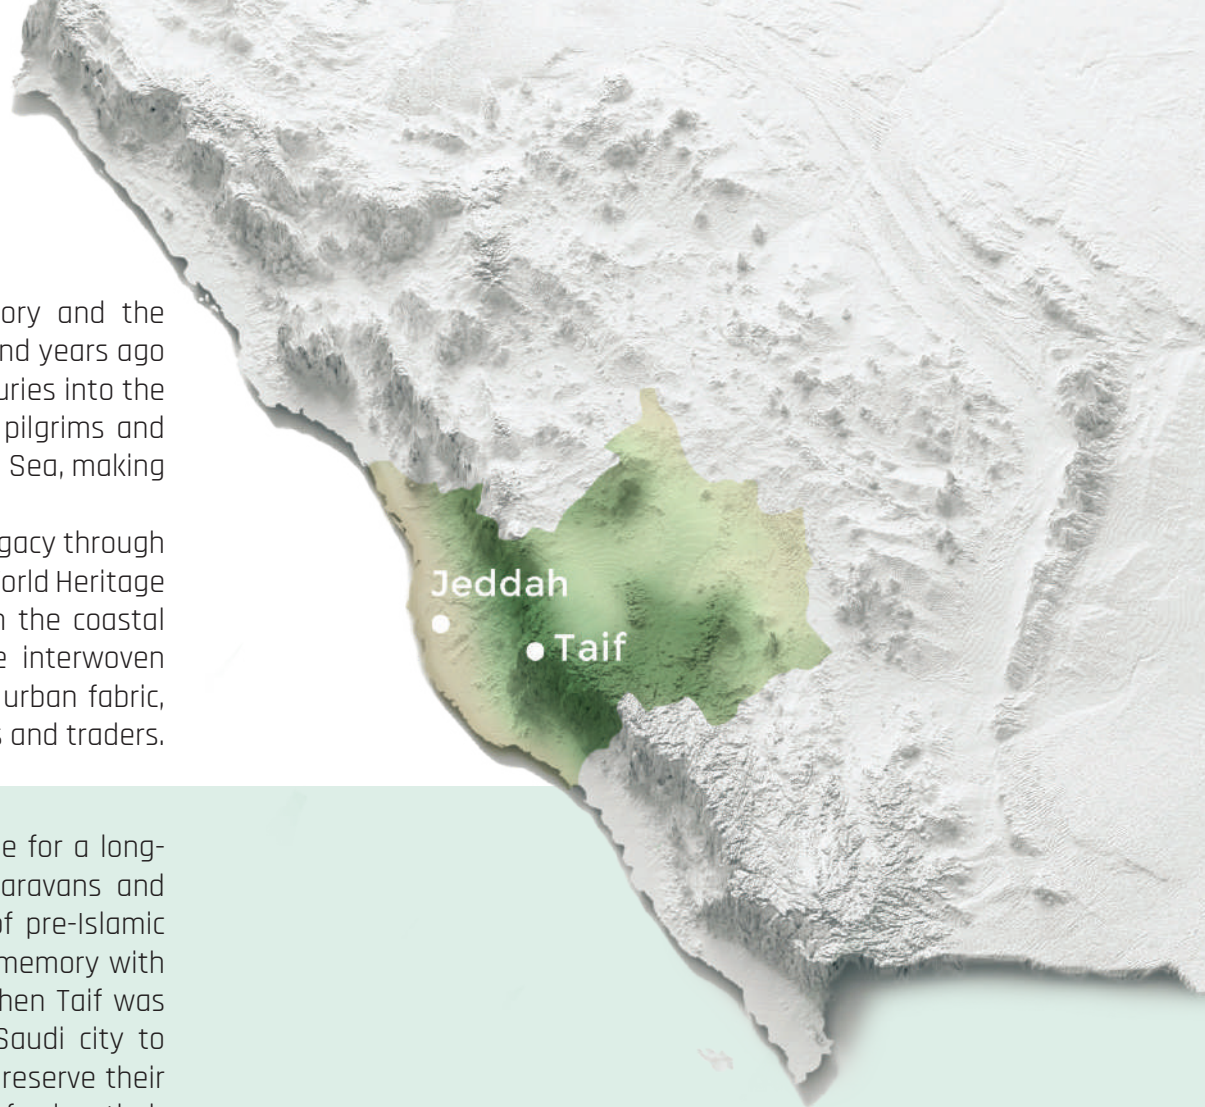 ory and the
nd years ago
uries into the
pilgrims and
Sea, making
gacy through
orld Heritage
the coastal
interwoven
urban fabric,
and traders.
e for a long-
aravans and
of pre-Islamic
memory with
hen Taif was
Saudi city to
reserve their
Jeddah
Taif